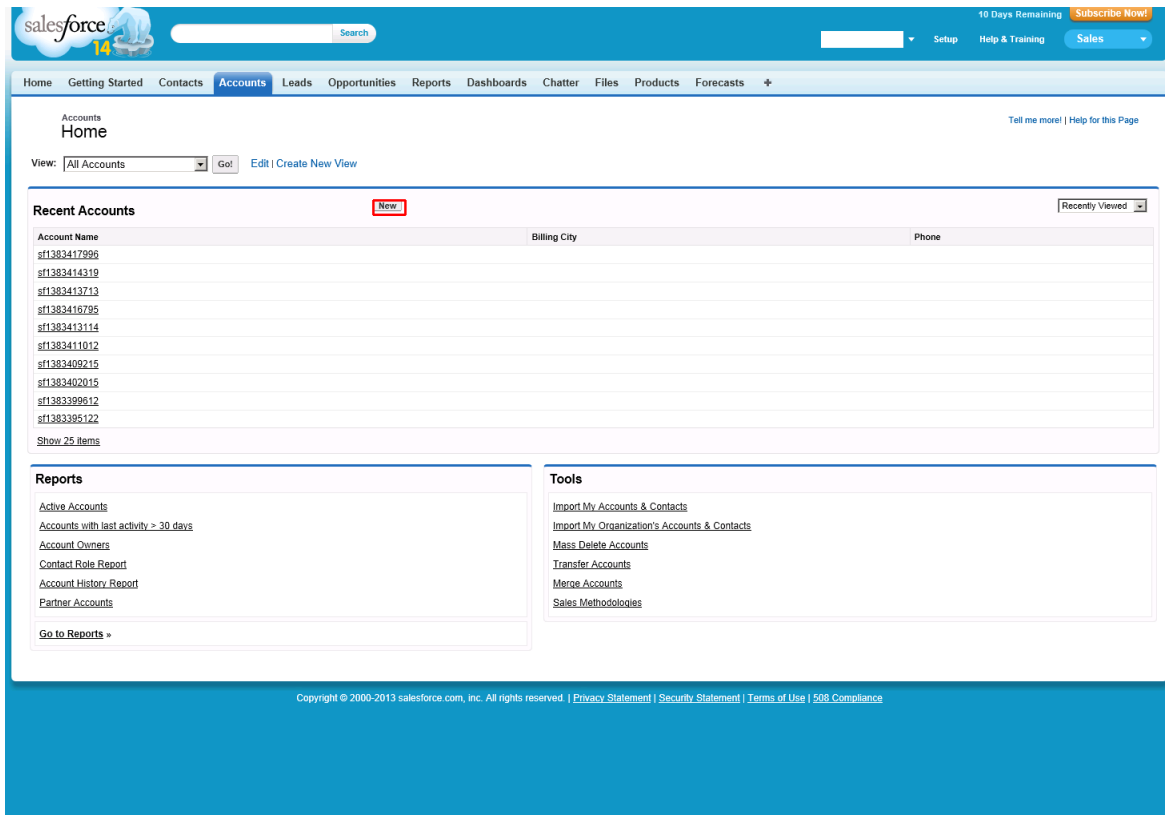 10 Days Remaining Subscribe Now!
salesforce
14
Search
Setup Help & Training Sales
Home Getting Started Contacts Accounts Leads Opportunities Reports Dashboards Chatter Files Products Forecasts +
Accounts
Home
Tell me more! | Help for this Page
View: All Accounts Go! Edit | Create New View
Recent Accounts New Recently Viewed
Account Name Billing City Phone
sf1383417996
sf1383414319
sf1383413713
sf1383416795
sf1383413114
sf1383411012
sf1383409215
sf1383402015
sf1383399612
sf1383395122
Show 25 items
Reports
Active Accounts
Accounts with last activity > 30 days
Account Owners
Contact Role Report
Account History Report
Partner Accounts
Go to Reports »
Tools
Import My Accounts & Contacts
Import My Organization's Accounts & Contacts
Mass Delete Accounts
Transfer Accounts
Merge Accounts
Sales Methodologies
Copyright © 2000-2013 salesforce.com, inc. All rights reserved. | Privacy Statement | Security Statement | Terms of Use | 508 Compliance